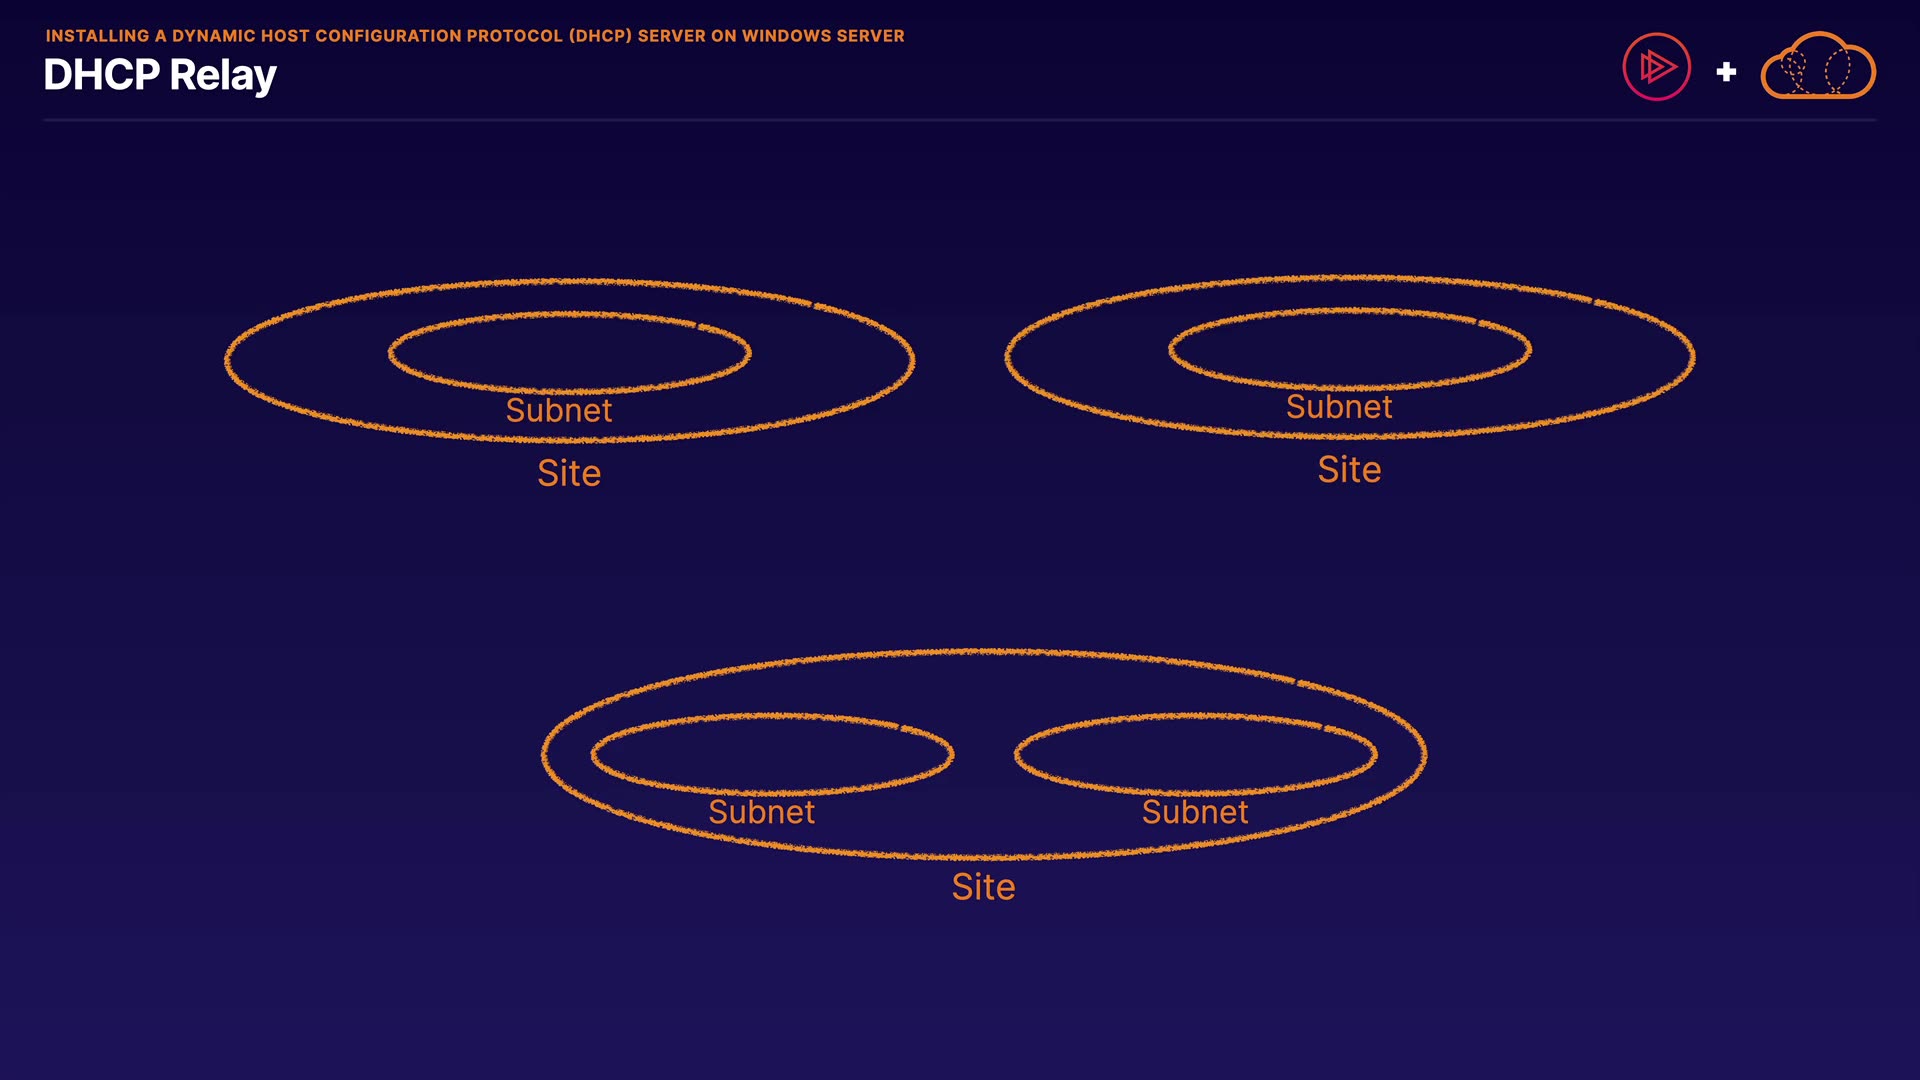 INSTALLING A DYNAMIC HOST CONFIGURATION PROTOCOL (DHCP) SERVER ON WINDOWS SERVER
DHCP Relay
Subnet
Site
Subnet
Site
Subnet
Subnet
Site